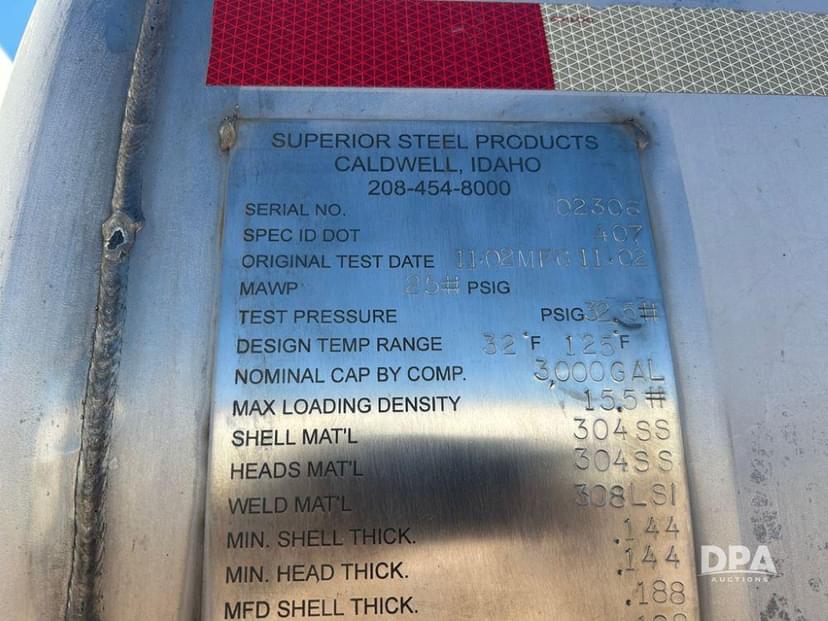 SUPERIOR STEEL PRODUCTS
CALDWELL, IDAHO
208-454-8000
SERIAL NO. 02306
SPEC ID DOT 407
ORIGINAL TEST DATE 11-02 MFG 11-02
MAWP 25# PSIG
TEST PRESSURE PSIG 32.5#
DESIGN TEMP RANGE 32°F 125°F
NOMINAL CAP BY COMP. 3,000GAL
MAX LOADING DENSITY 15.5#
SHELL MAT'L 304SS
HEADS MAT'L 304SS
WELD MAT'L 308LSI
MIN. SHELL THICK. .144
MIN. HEAD THICK. .144
MFD SHELL THICK. .188
DPA
AUCTIONS